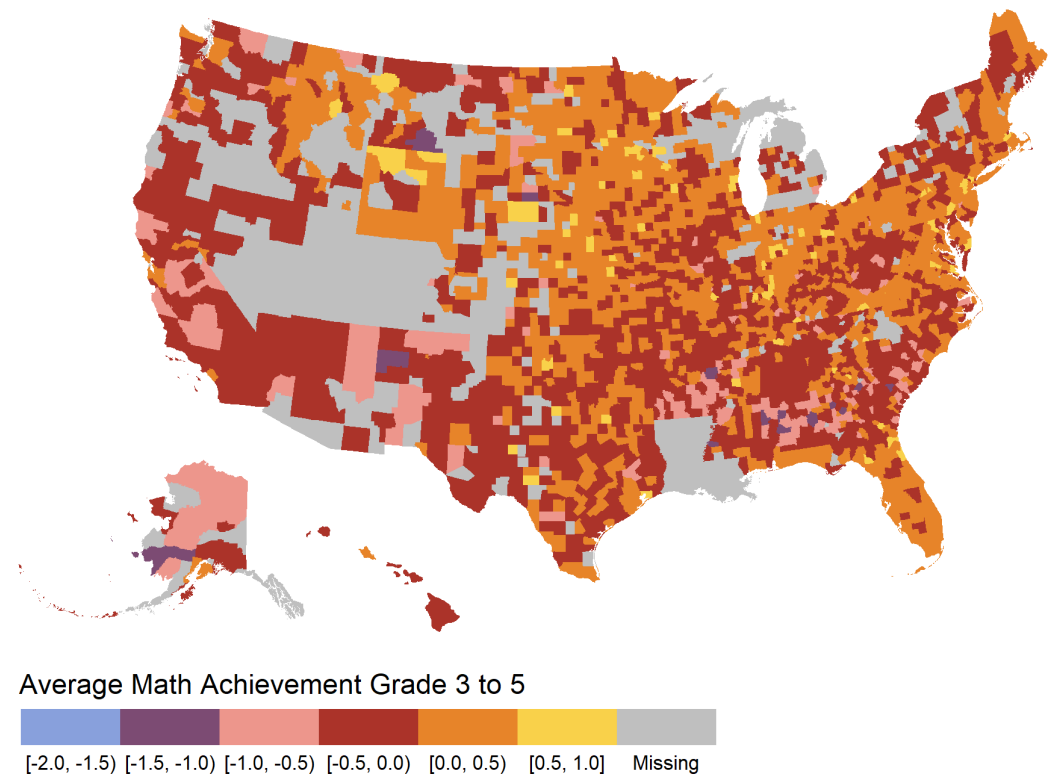 Average Math Achievement Grade 3 to 5
[-2.0, -1.5) [-1.5, -1.0) [-1.0, -0.5) [-0.5, 0.0) [0.0, 0.5) [0.5, 1.0] Missing